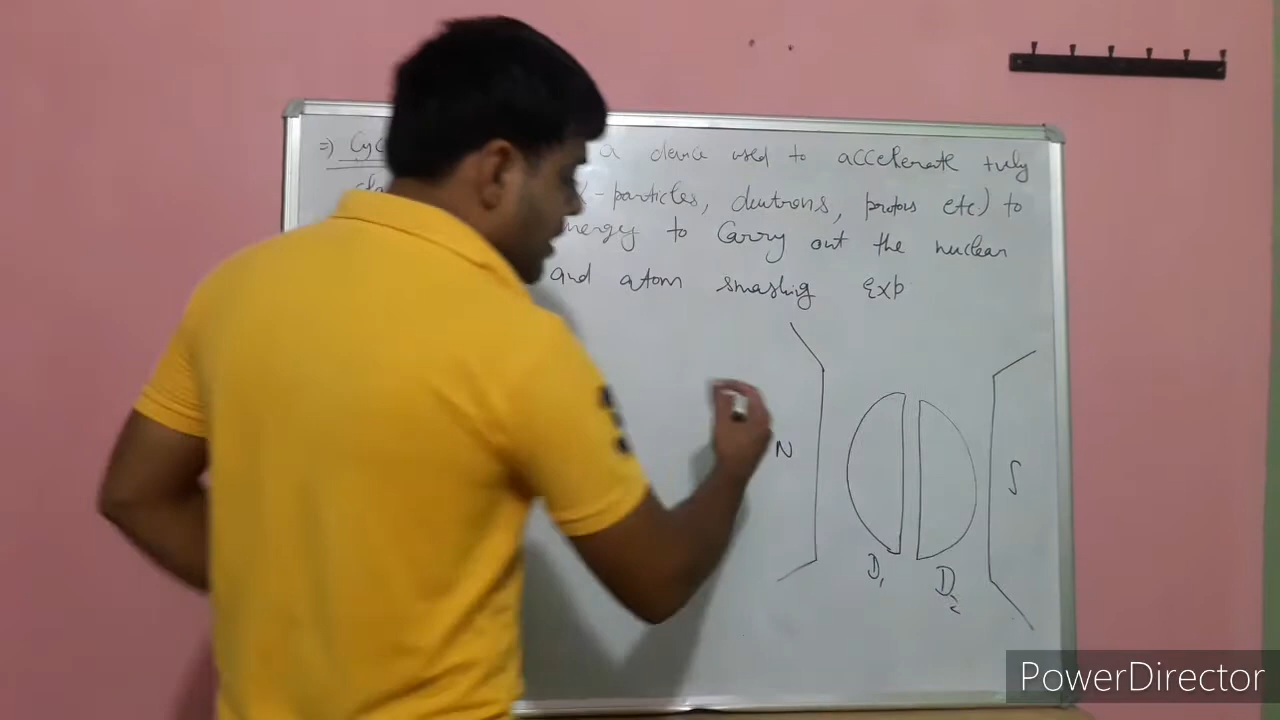 ⇒ Cyc a device used to accelerate +vely
α-particles, deutrons, protons etc) to
energy to Carry out the nuclear
and atom smashing Exp
N
S
D₁
D₂
PowerDirector